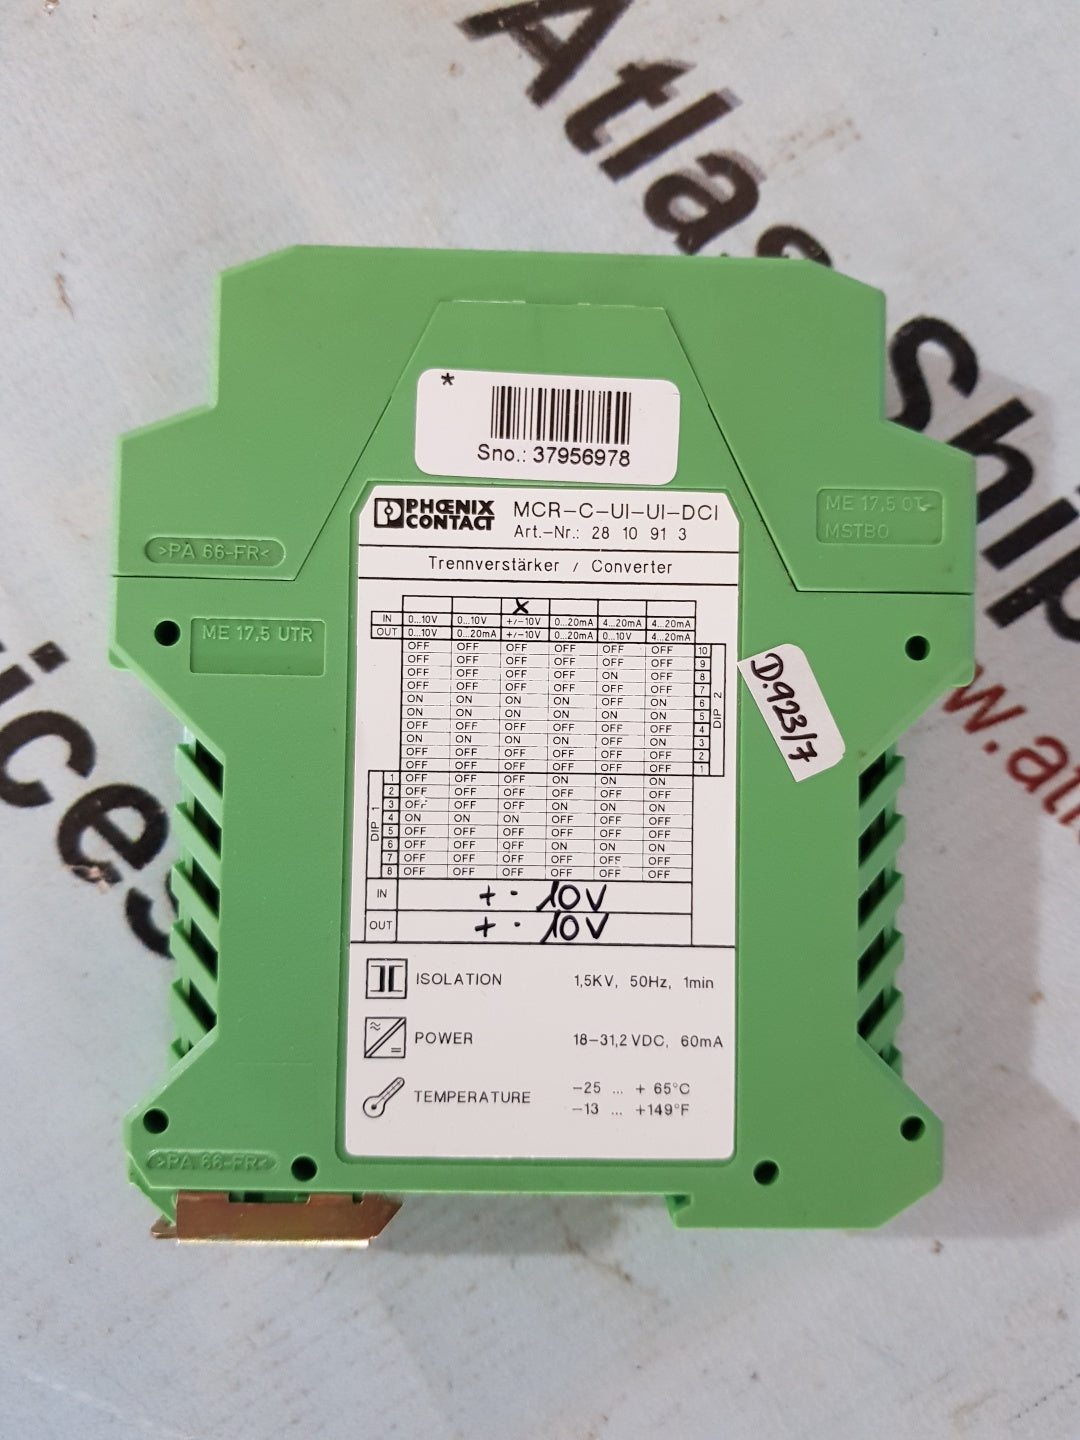 Atlas Ship
ices
w.atl
*
Sno.: 37956978
PHŒNIX CONTACT
MCR-C-UI-UI-DCI
Art.-Nr.: 28 10 91 3
ME 17,5 OT
MSTBO
>PA 66-FR<
ME 17,5 UTR
Trennverstärker / Converter
X
IN 0...10V 0...10V +/-10V 0...20mA 4...20mA 4...20mA
OUT 0...10V 0...20mA +/-10V 0...20mA 0...10V 4...20mA
OFF OFF OFF OFF OFF OFF 10
OFF OFF OFF OFF OFF OFF 9
OFF OFF OFF OFF ON OFF 8
OFF OFF OFF OFF OFF OFF 7
ON ON ON ON OFF ON 6
ON ON ON ON ON ON 5
OFF OFF OFF OFF OFF OFF 4
ON ON ON ON OFF ON 3
OFF OFF OFF OFF OFF OFF 2
OFF OFF OFF OFF OFF OFF 1
DIP 2
1 OFF OFF OFF ON ON ON
2 OFF OFF OFF OFF OFF OFF
3 OFF OFF OFF ON ON ON
4 ON ON ON OFF OFF OFF
5 OFF OFF OFF OFF OFF OFF
6 OFF OFF OFF ON ON ON
7 OFF OFF OFF OFF OFF OFF
8 OFF OFF OFF OFF OFF OFF
DIP 1
IN + - 10V
OUT + - 10V
D.923/7
ISOLATION 1,5KV, 50Hz, 1min
POWER 18-31,2 VDC, 60mA
TEMPERATURE -25 ... + 65°C
-13 ... +149°F
>PA 66-FR<